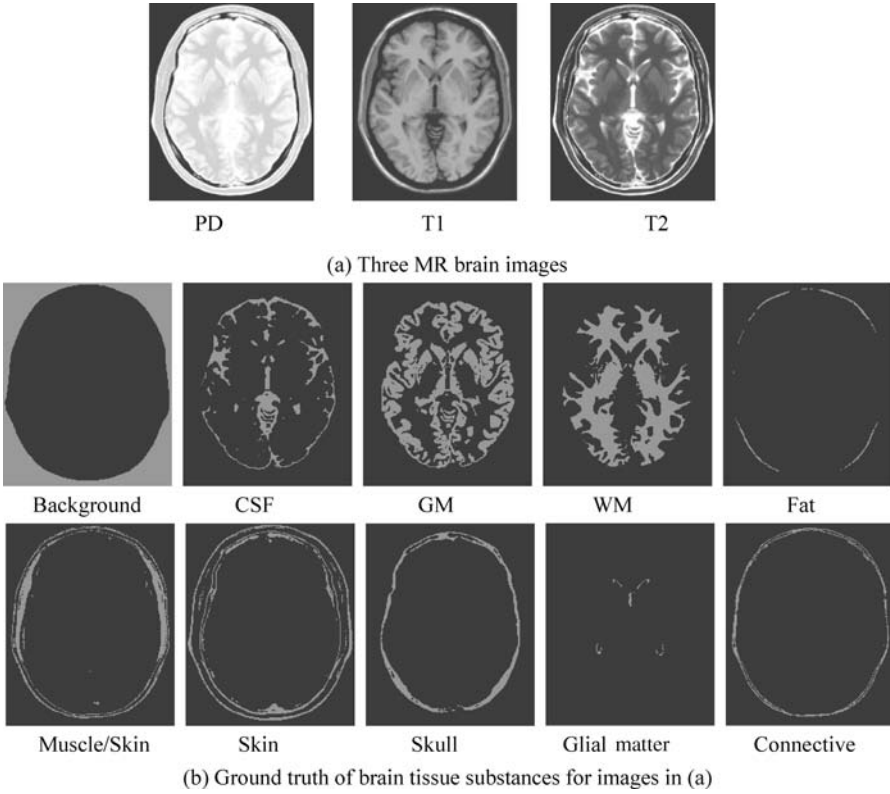 PD T1 T2
(a) Three MR brain images
Background CSF GM WM Fat
Muscle/Skin Skin Skull Glial matter Connective
(b) Ground truth of brain tissue substances for images in (a)